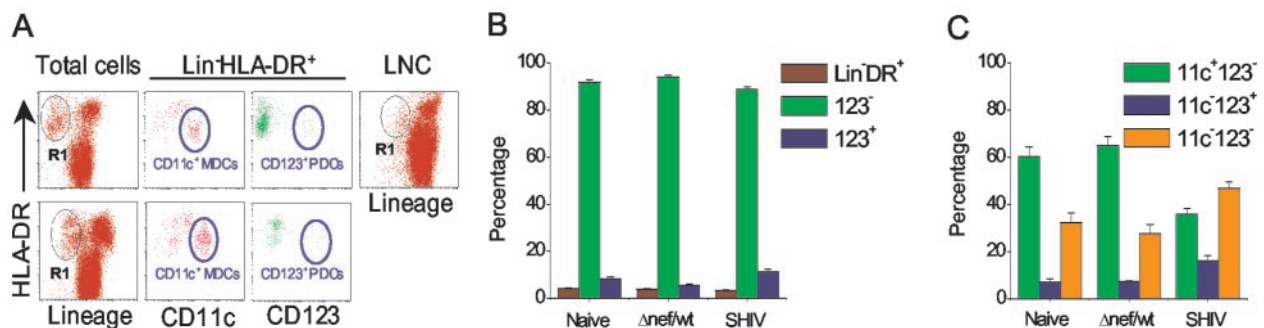 A
Total cells
Lin-HLA-DR+
LNC
HLA-DR
R1
CD11c+ MDCs
CD123+PDCs
R1
Lineage
R1
CD11c+ MDCs
CD123+PDCs
Lineage
CD11c
CD123
B
Percentage
100
80
60
40
20
0
Lin-DR+
123-
123+
Naive
Δnef/wt
SHIV
C
Percentage
100
80
60
40
20
0
11c+123-
11c-123+
11c-123-
Naive
Δnef/wt
SHIV